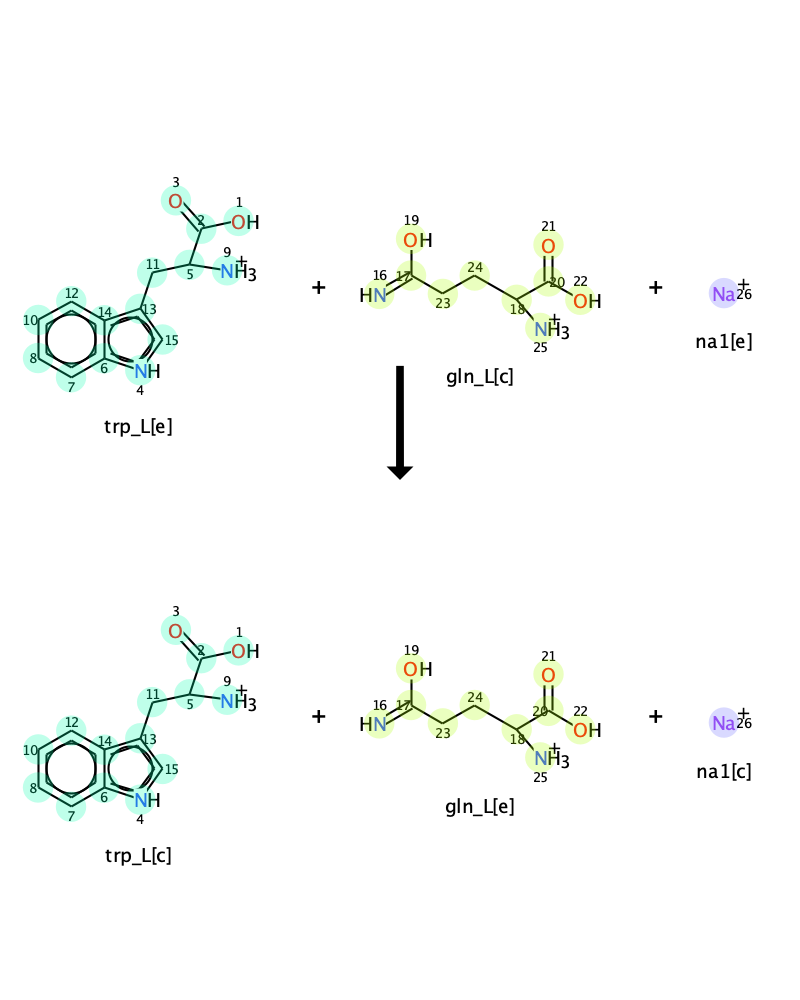 3
1
O
2
OH
9
NH3+
11
5
12
10
14
13
15
8
6
7
NH
4
trp_L[e]
+
19
OH
16
HN
17
24
23
18
21
O
20
22
OH
NH3+
25
gln_L[c]
+
Na+
26
na1[e]
3
1
O
2
OH
9
NH3+
11
5
12
10
14
13
15
8
6
7
NH
4
trp_L[c]
+
19
OH
16
HN
17
24
23
18
21
O
20
22
OH
NH3+
25
gln_L[e]
+
Na+
26
na1[c]